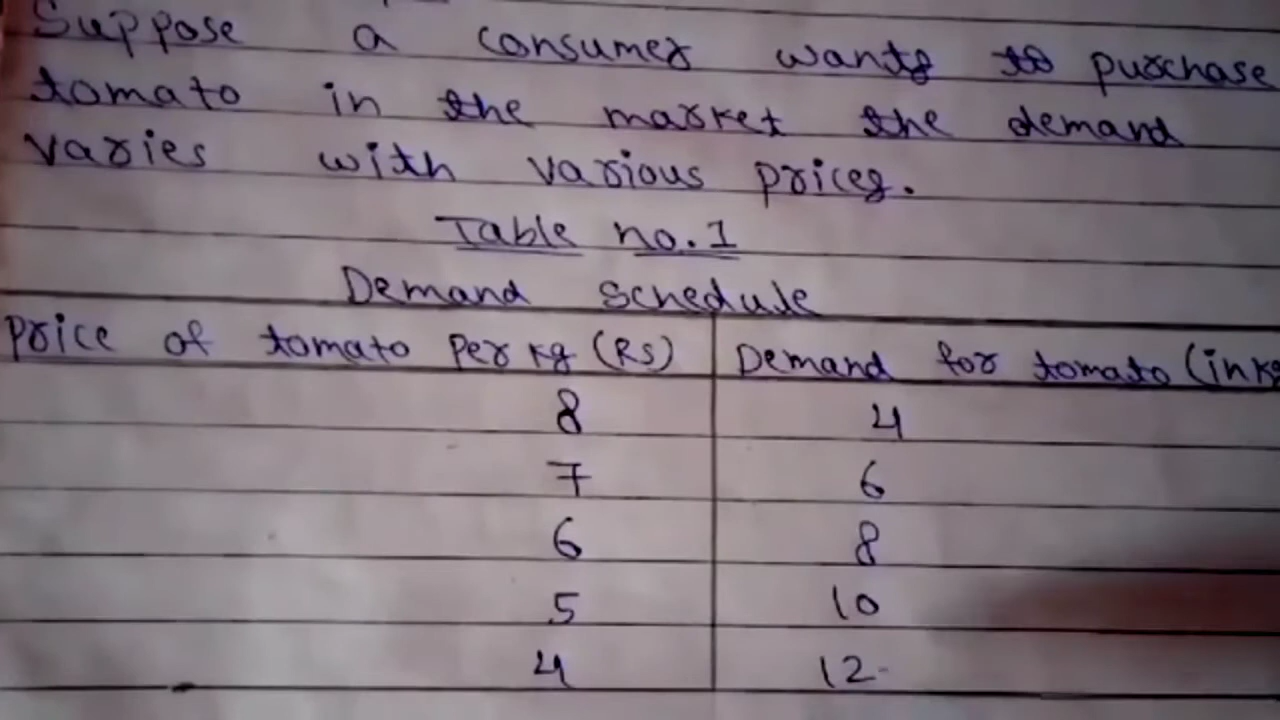 Suppose a consumer wants to purchase
tomato in the market the demand
varies with various prices.
Table no.1
Demand schedule
Price of tomato Per kg (Rs) Demand for tomato (in kg
8 4
7 6
6 8
5 10
4 12